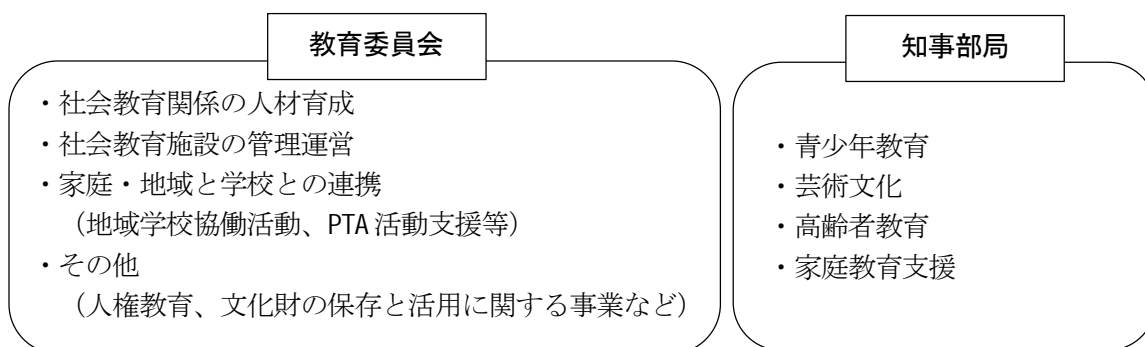 教育委員会
・社会教育関係の人材育成
・社会教育施設の管理運営
・家庭・地域と学校との連携
（地域学校協働活動、PTA 活動支援等）
・その他
（人権教育、文化財の保存と活用に関する事業など）
知事部局
・青少年教育
・芸術文化
・高齢者教育
・家庭教育支援